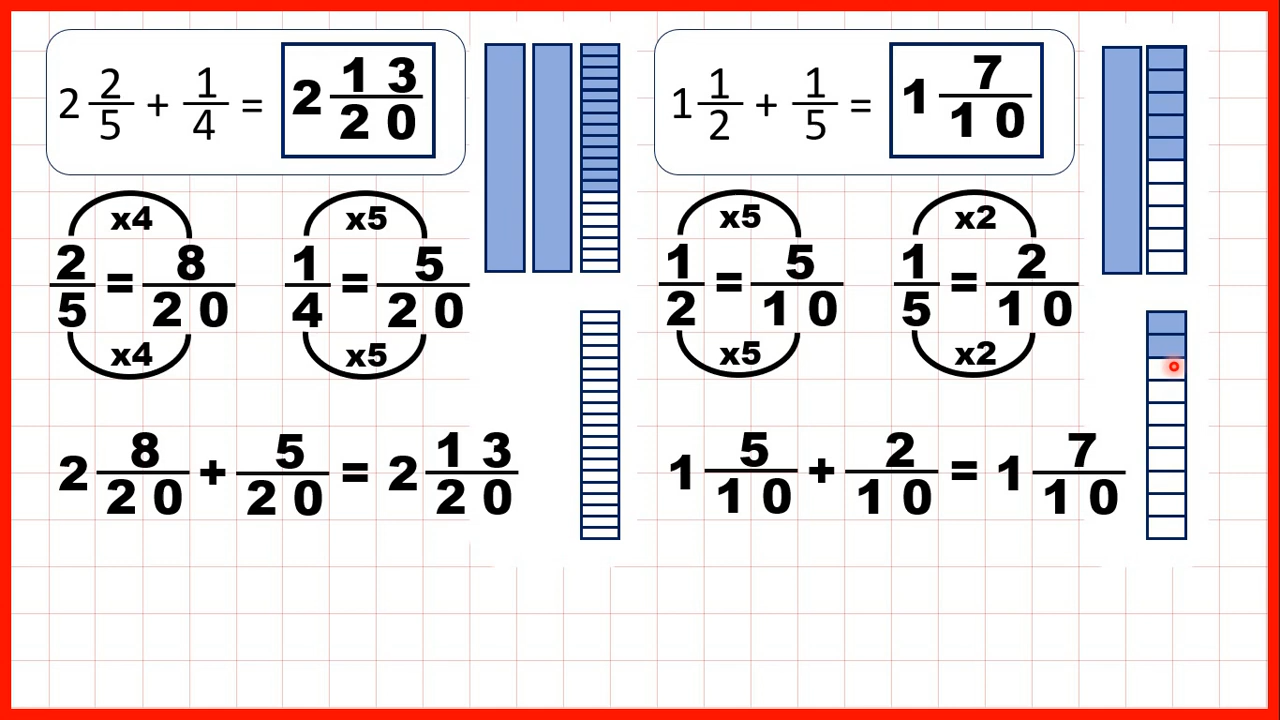 2 2/5 + 1/4 = 2 13/20
x4 x5
2/5 = 8/20 1/4 = 5/20
x4 x5
2 8/20 + 5/20 = 2 13/20
1 1/2 + 1/5 = 1 7/10
x5 x2
1/2 = 5/10 1/5 = 2/10
x5 x2
1 5/10 + 2/10 = 1 7/10